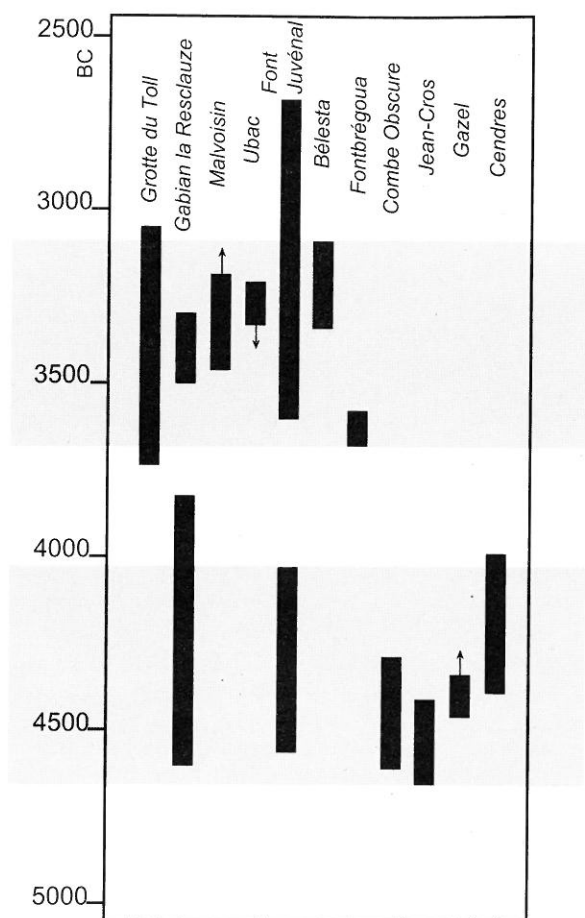 2500
BC
3000
3500
4000
4500
5000
Grotte du Toll
Gabian la Resclauze
Malvoisin
Ubac
Font
Juvénal
Bélesta
Fontbrégoua
Combe Obscure
Jean-Cros
Gazel
Cendres